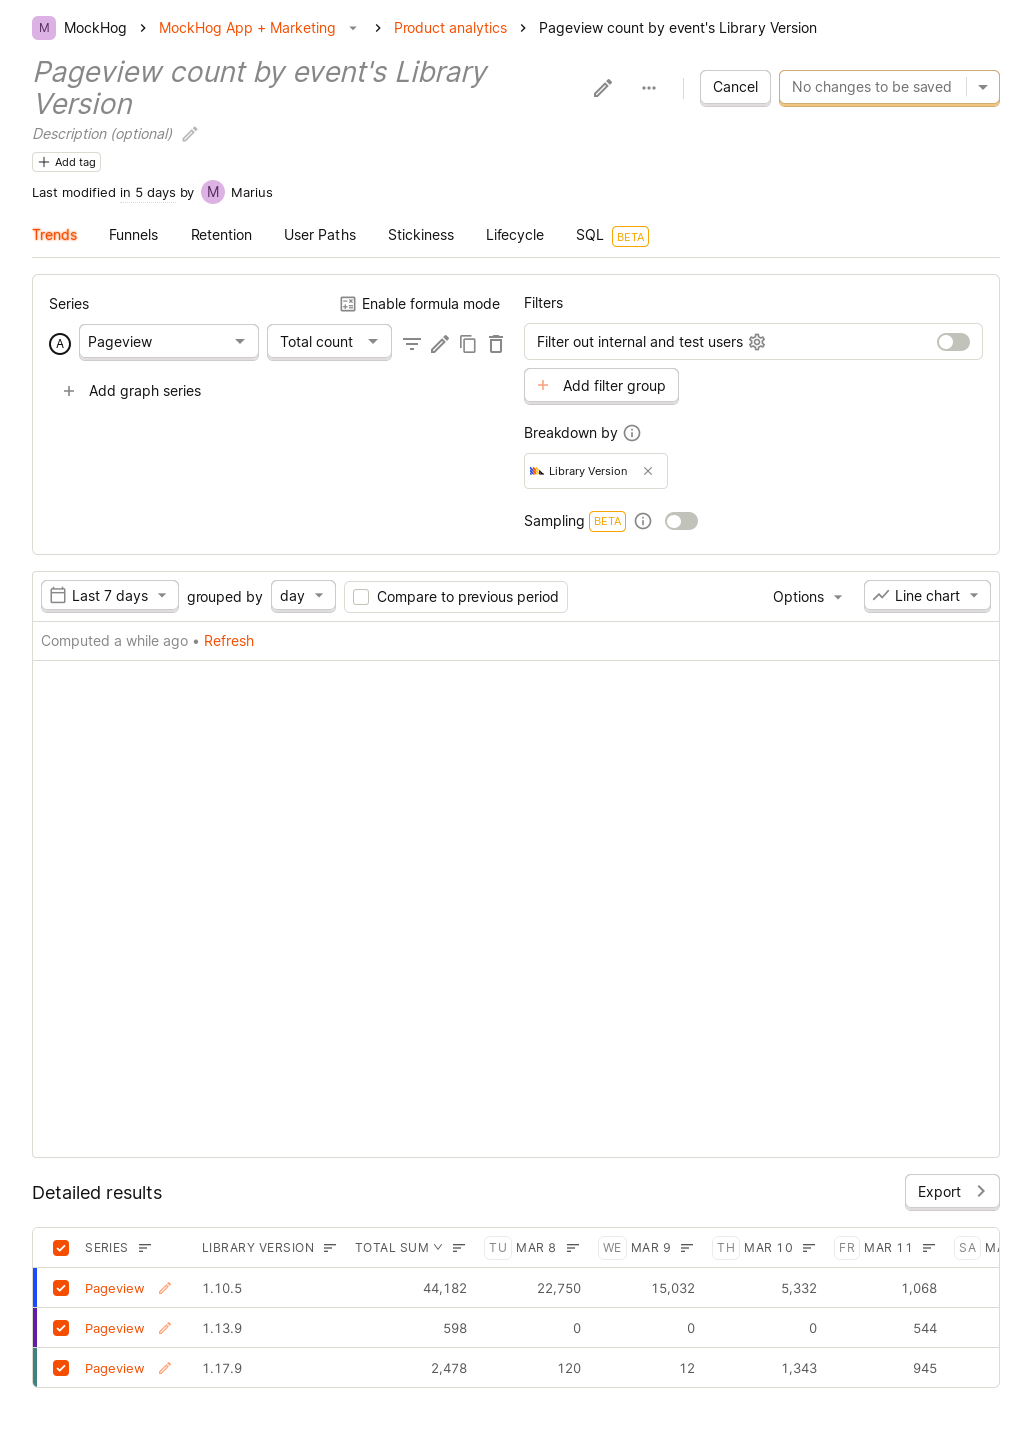 M MockHog MockHog App + Marketing Product analytics Pageview count by event's Library Version
Pageview count by event's Library
Version
Cancel No changes to be saved
Description (optional)
Add tag
Last modified in 5 days by M Marius
Trends Funnels Retention User Paths Stickiness Lifecycle SQL BETA
Series Enable formula mode
A Pageview Total count
Add graph series
Filters
Filter out internal and test users
Add filter group
Breakdown by
Library Version
Sampling BETA
Last 7 days grouped by day Compare to previous period Options Line chart
Computed a while ago • Refresh
Detailed results Export
SERIES LIBRARY VERSION TOTAL SUM TU MAR 8 WE MAR 9 TH MAR 10 FR MAR 11 SA
Pageview 1.10.5 44,182 22,750 15,032 5,332 1,068
Pageview 1.13.9 598 0 0 0 544
Pageview 1.17.9 2,478 120 12 1,343 945